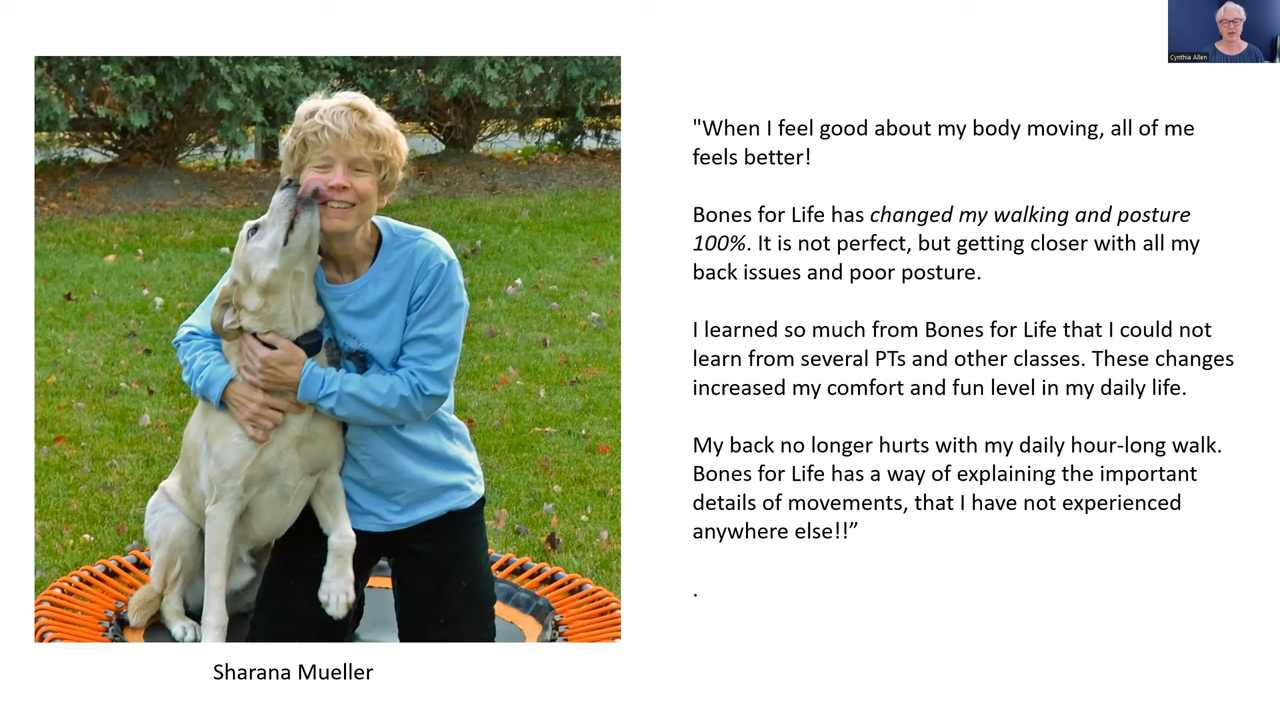 Cynthia Allen
"When I feel good about my body moving, all of me
feels better!
Bones for Life has changed my walking and posture
100%. It is not perfect, but getting closer with all my
back issues and poor posture.
I learned so much from Bones for Life that I could not
learn from several PTs and other classes. These changes
increased my comfort and fun level in my daily life.
My back no longer hurts with my daily hour-long walk.
Bones for Life has a way of explaining the important
details of movements, that I have not experienced
anywhere else!!”
.
Sharana Mueller